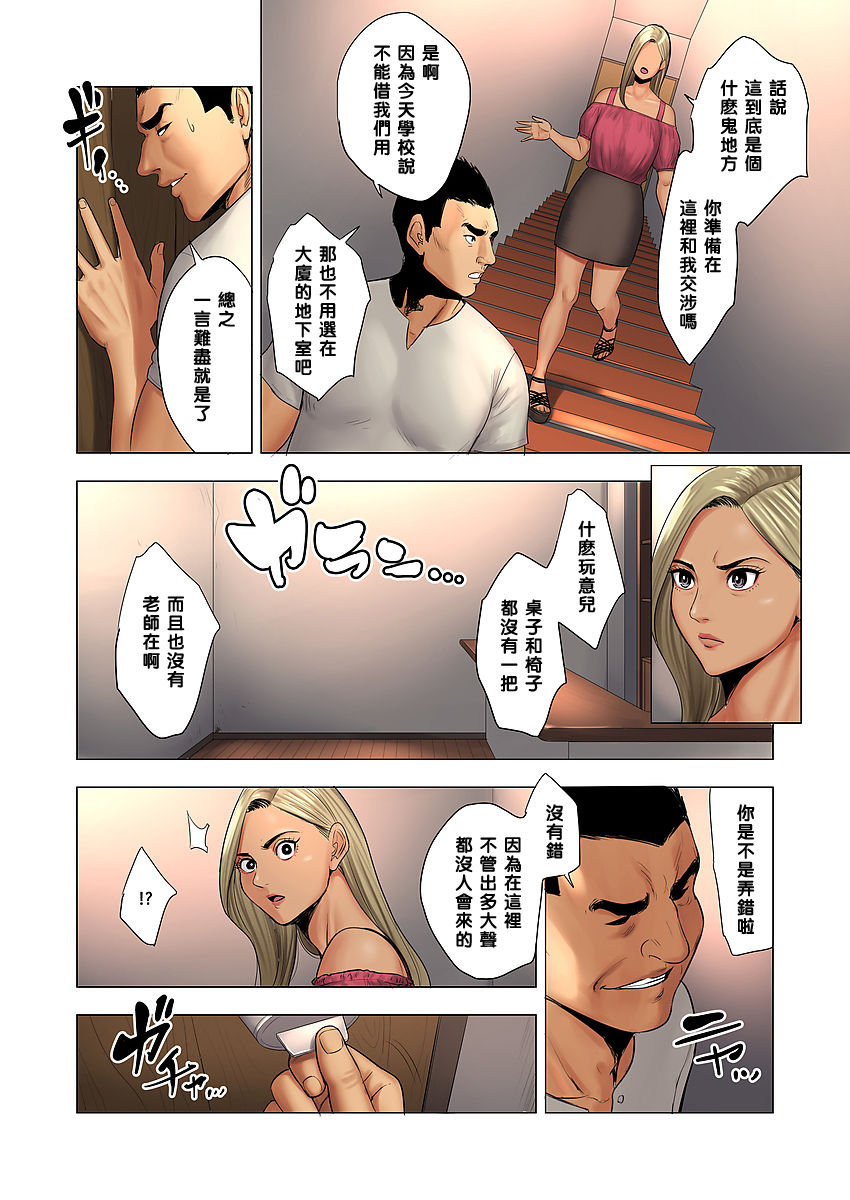 話說
這到底是個
什麼鬼地方
你準備在
這裡和我交涉嗎
是啊
因為今天學校說
不能借我們用
那也不用選在
大廈的地下室吧
ギィ…
總之
一言難盡就是了
什麼玩意兒
桌子和椅子
都沒有一把
ガラーン…
而且也沒有
老師在啊
你是不是弄錯啦
沒有錯
因為在這裡
不管出多大聲
都沒人會來的
ニヤ…
!?
ガチャ…